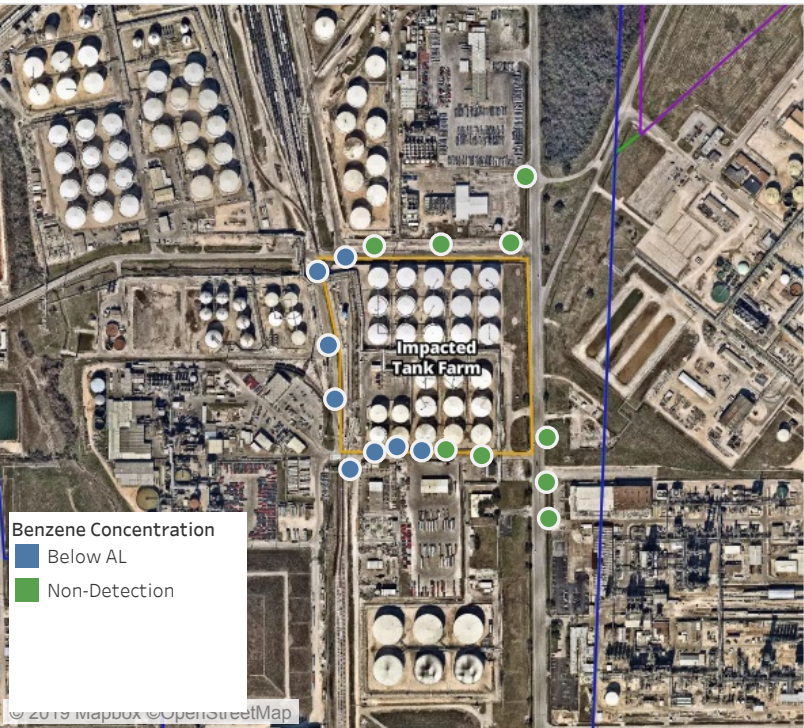 Impacted
Tank Farm
Benzene Concentration
Below AL
Non-Detection
© 2019 Mapbox ©OpenStreetMap